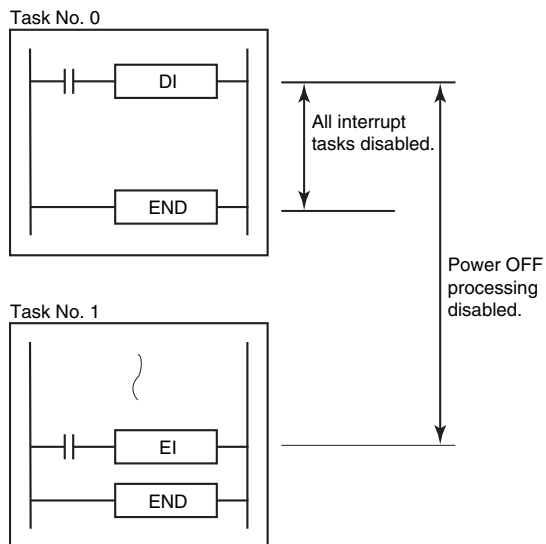 Task No. 0
DI
All interrupt
tasks disabled.
END
Power OFF
processing
disabled.
Task No. 1
EI
END